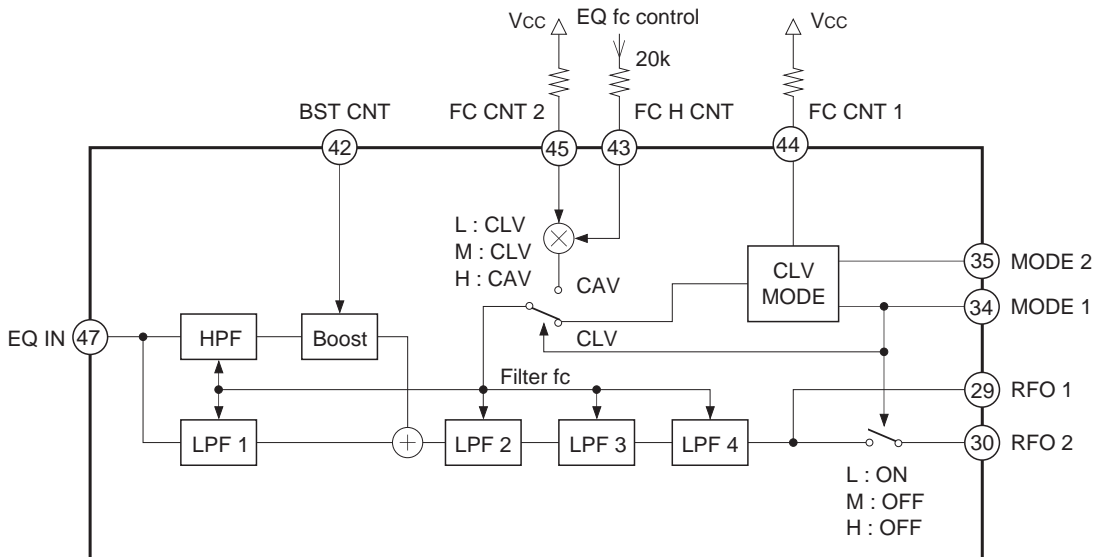 VCC
EQ fc control
VCC
20k
BST CNT
FC CNT 2
FC H CNT
FC CNT 1
42
45
43
44
L : CLV
M : CLV
H : CAV
CAV
CLV
CLV
MODE
35 MODE 2
34 MODE 1
EQ IN 47
HPF
Boost
Filter fc
29 RFO 1
LPF 1
+
LPF 2
LPF 3
LPF 4
30 RFO 2
L : ON
M : OFF
H : OFF